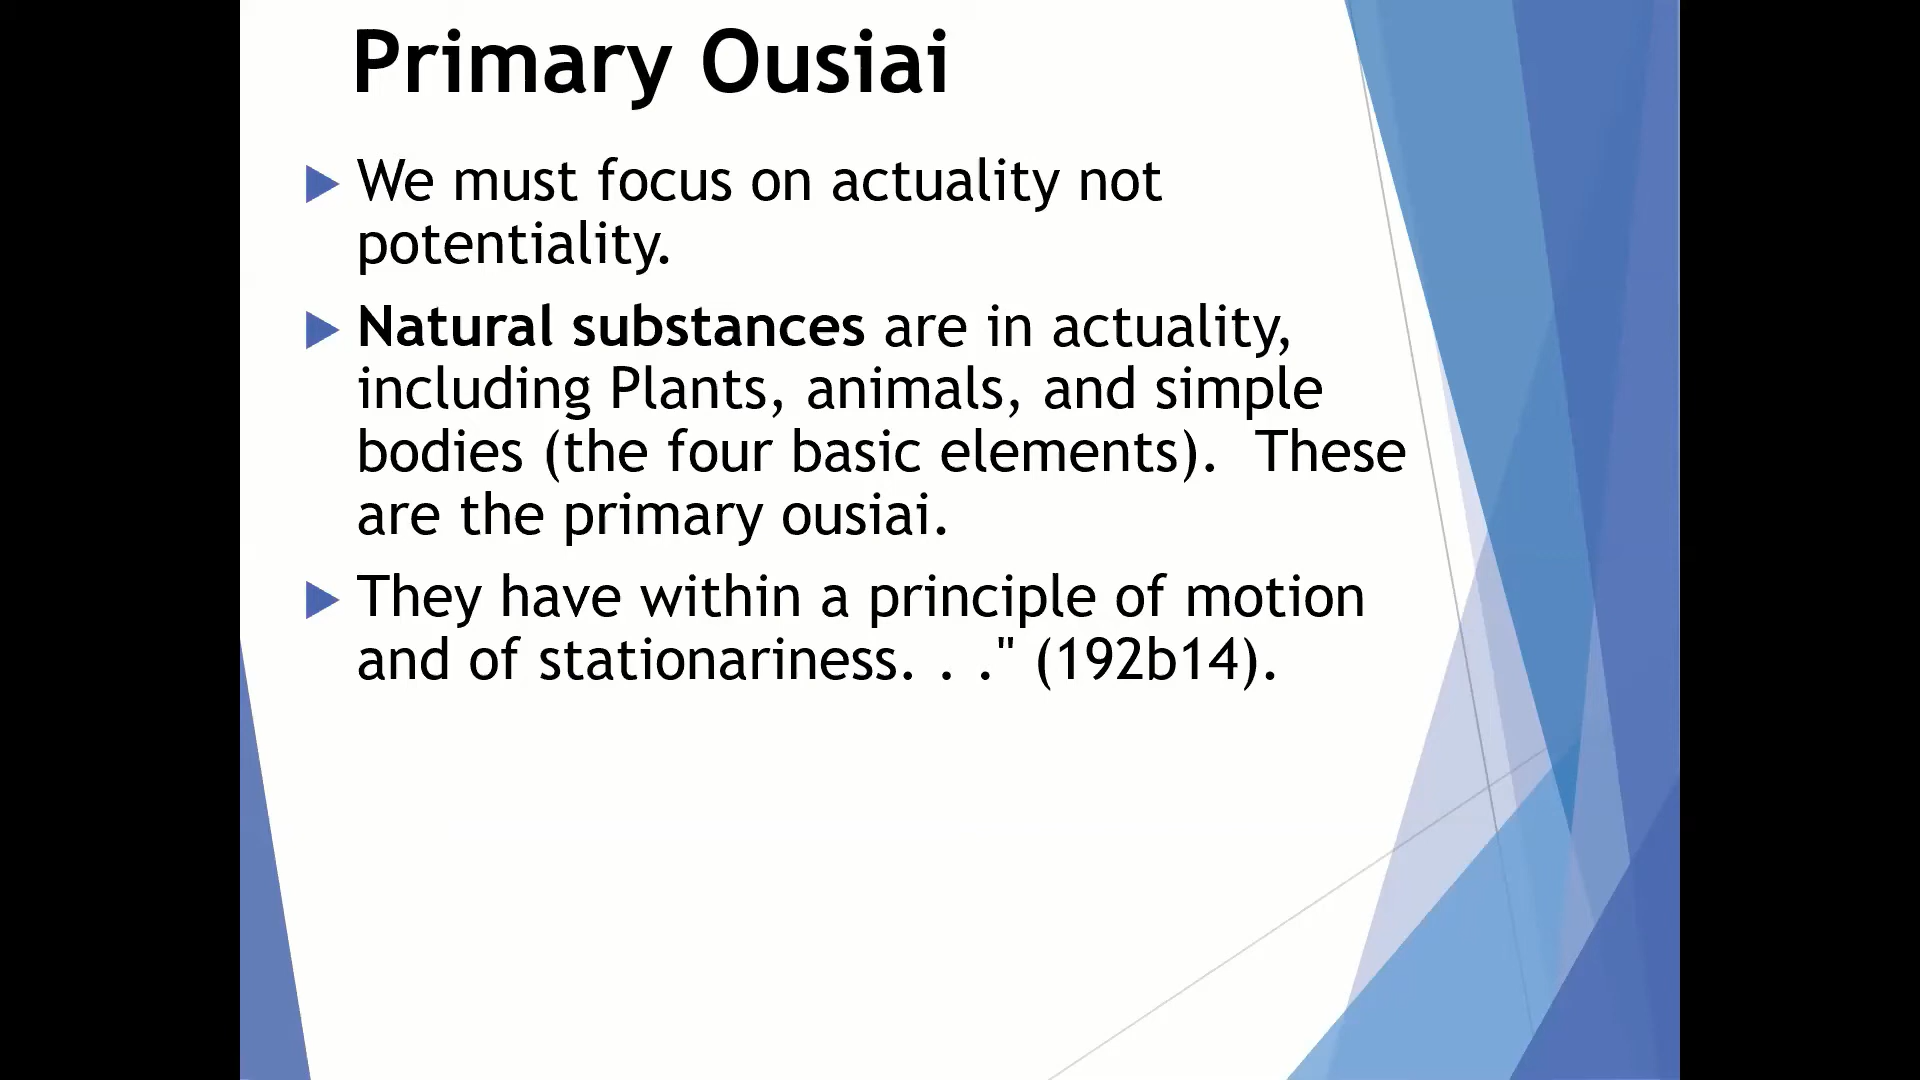 Primary Ousiai
We must focus on actuality not
potentiality.
Natural substances are in actuality,
including Plants, animals, and simple
bodies (the four basic elements).  These
are the primary ousiai.
They have within a principle of motion
and of stationariness. . ." (192b14).